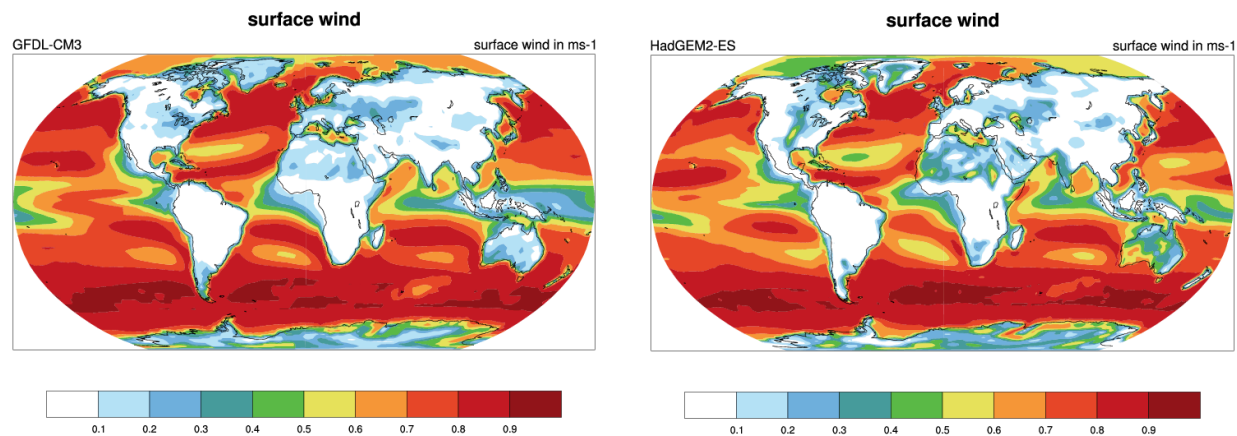 surface wind
GFDL-CM3 surface wind in ms-1
0.1 0.2 0.3 0.4 0.5 0.6 0.7 0.8 0.9
surface wind
HadGEM2-ES surface wind in ms-1
0.1 0.2 0.3 0.4 0.5 0.6 0.7 0.8 0.9